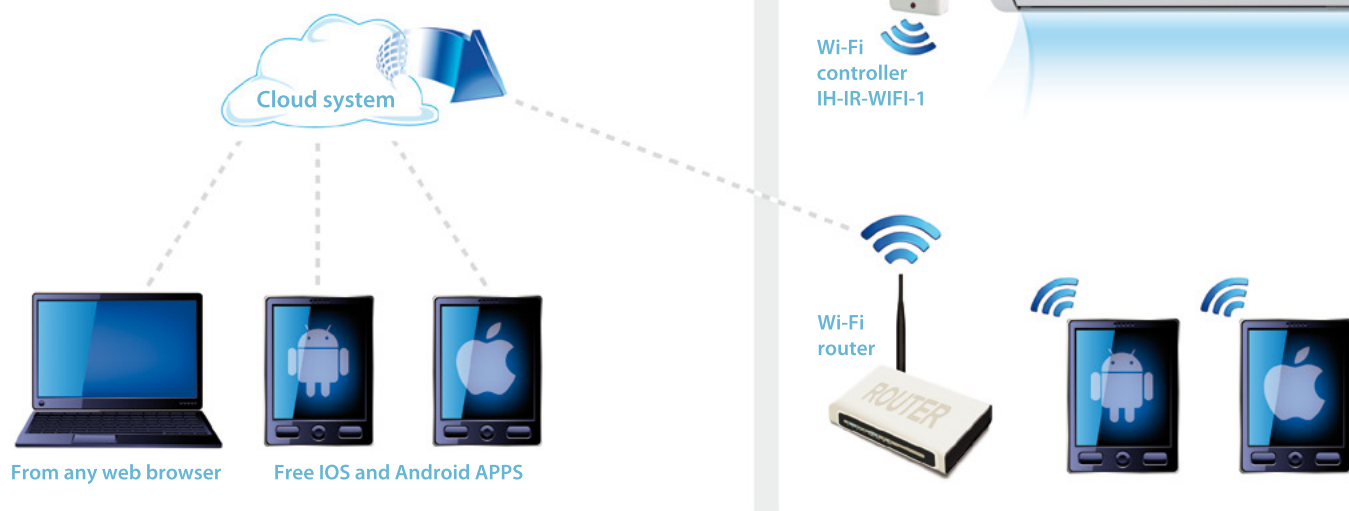 Cloud system
From any web browser
Free IOS and Android APPS
Wi-Fi
controller
IH-IR-WIFI-1
Wi-Fi
router
ROUTER